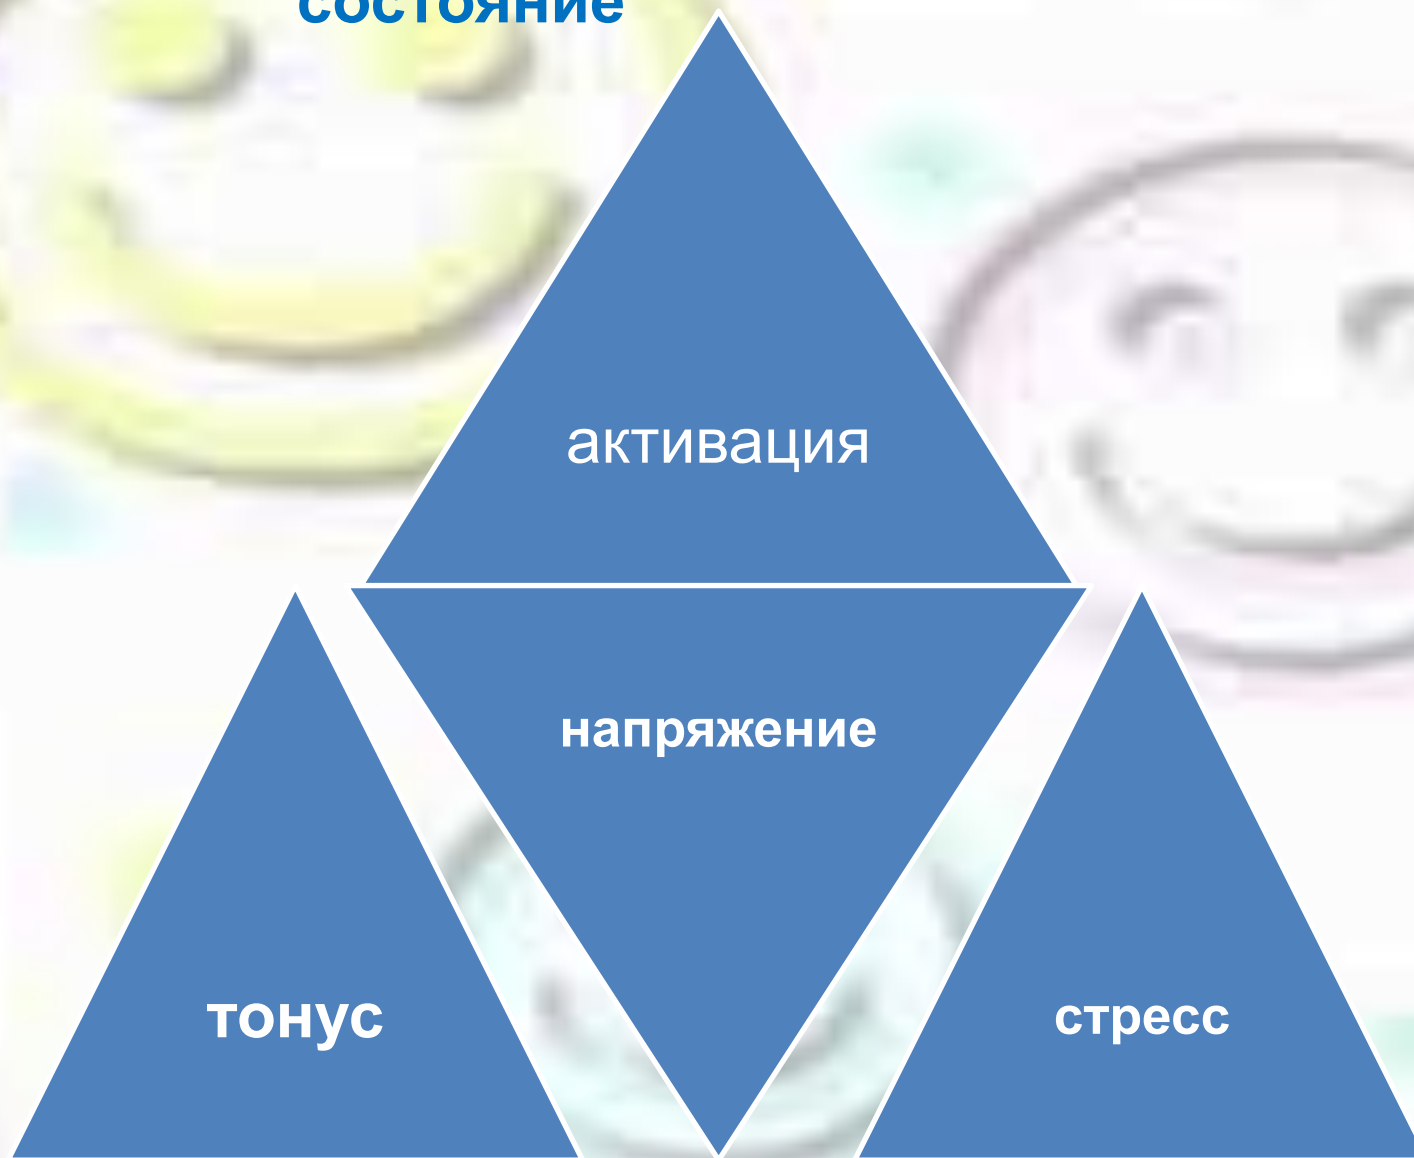 состояние
активация
напряжение
тонус
стресс